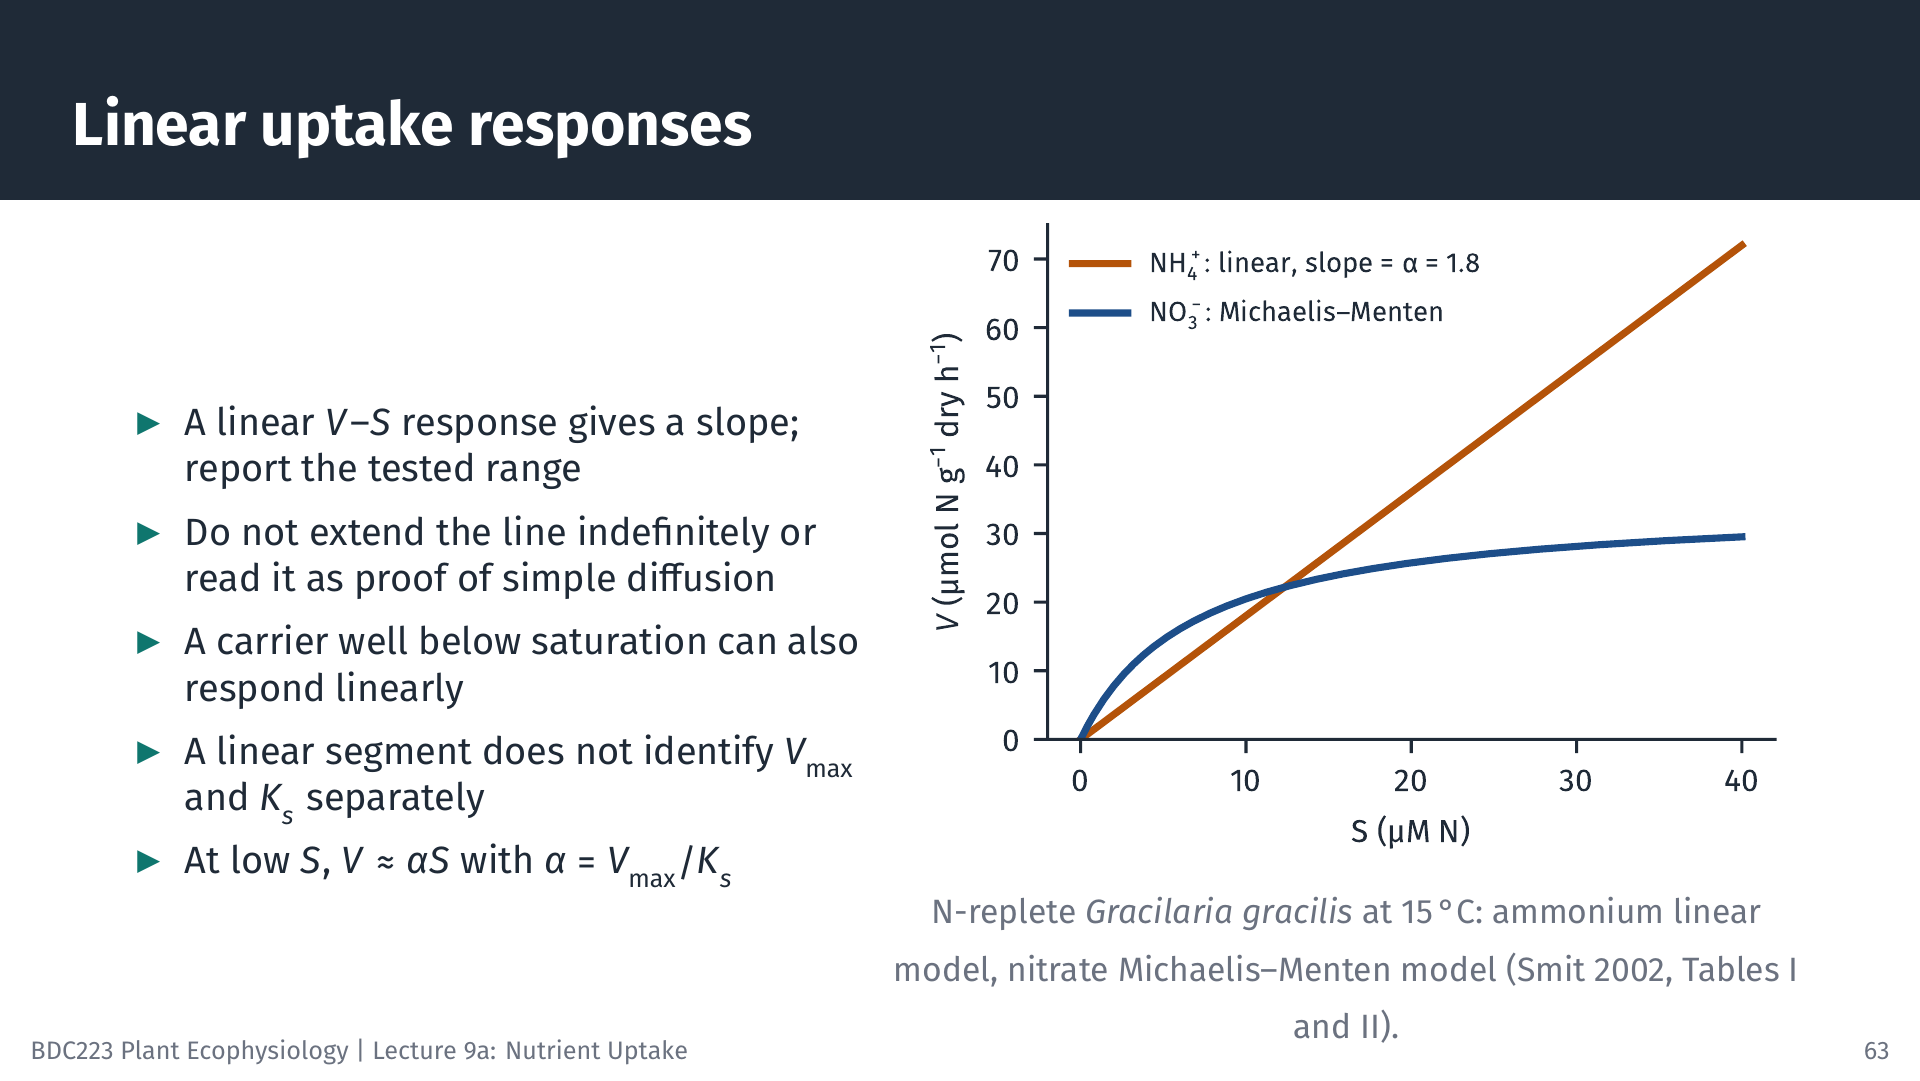 Linear uptake responses
► A linear V–S response gives a slope;
report the tested range
► Do not extend the line indefinitely or
read it as proof of simple diffusion
► A carrier well below saturation can also
respond linearly
► A linear segment does not identify Vmax
and Ks separately
► At low S, V ≈ αS with α = Vmax/Ks
NH₄⁺: linear, slope = α = 1.8
NO₃⁻: Michaelis–Menten
V (µmol N g⁻¹ dry h⁻¹)
70
60
50
40
30
20
10
0
0 10 20 30 40
S (µM N)
N-replete Gracilaria gracilis at 15 °C: ammonium linear
model, nitrate Michaelis–Menten model (Smit 2002, Tables I
and II).
BDC223 Plant Ecophysiology | Lecture 9a: Nutrient Uptake
63